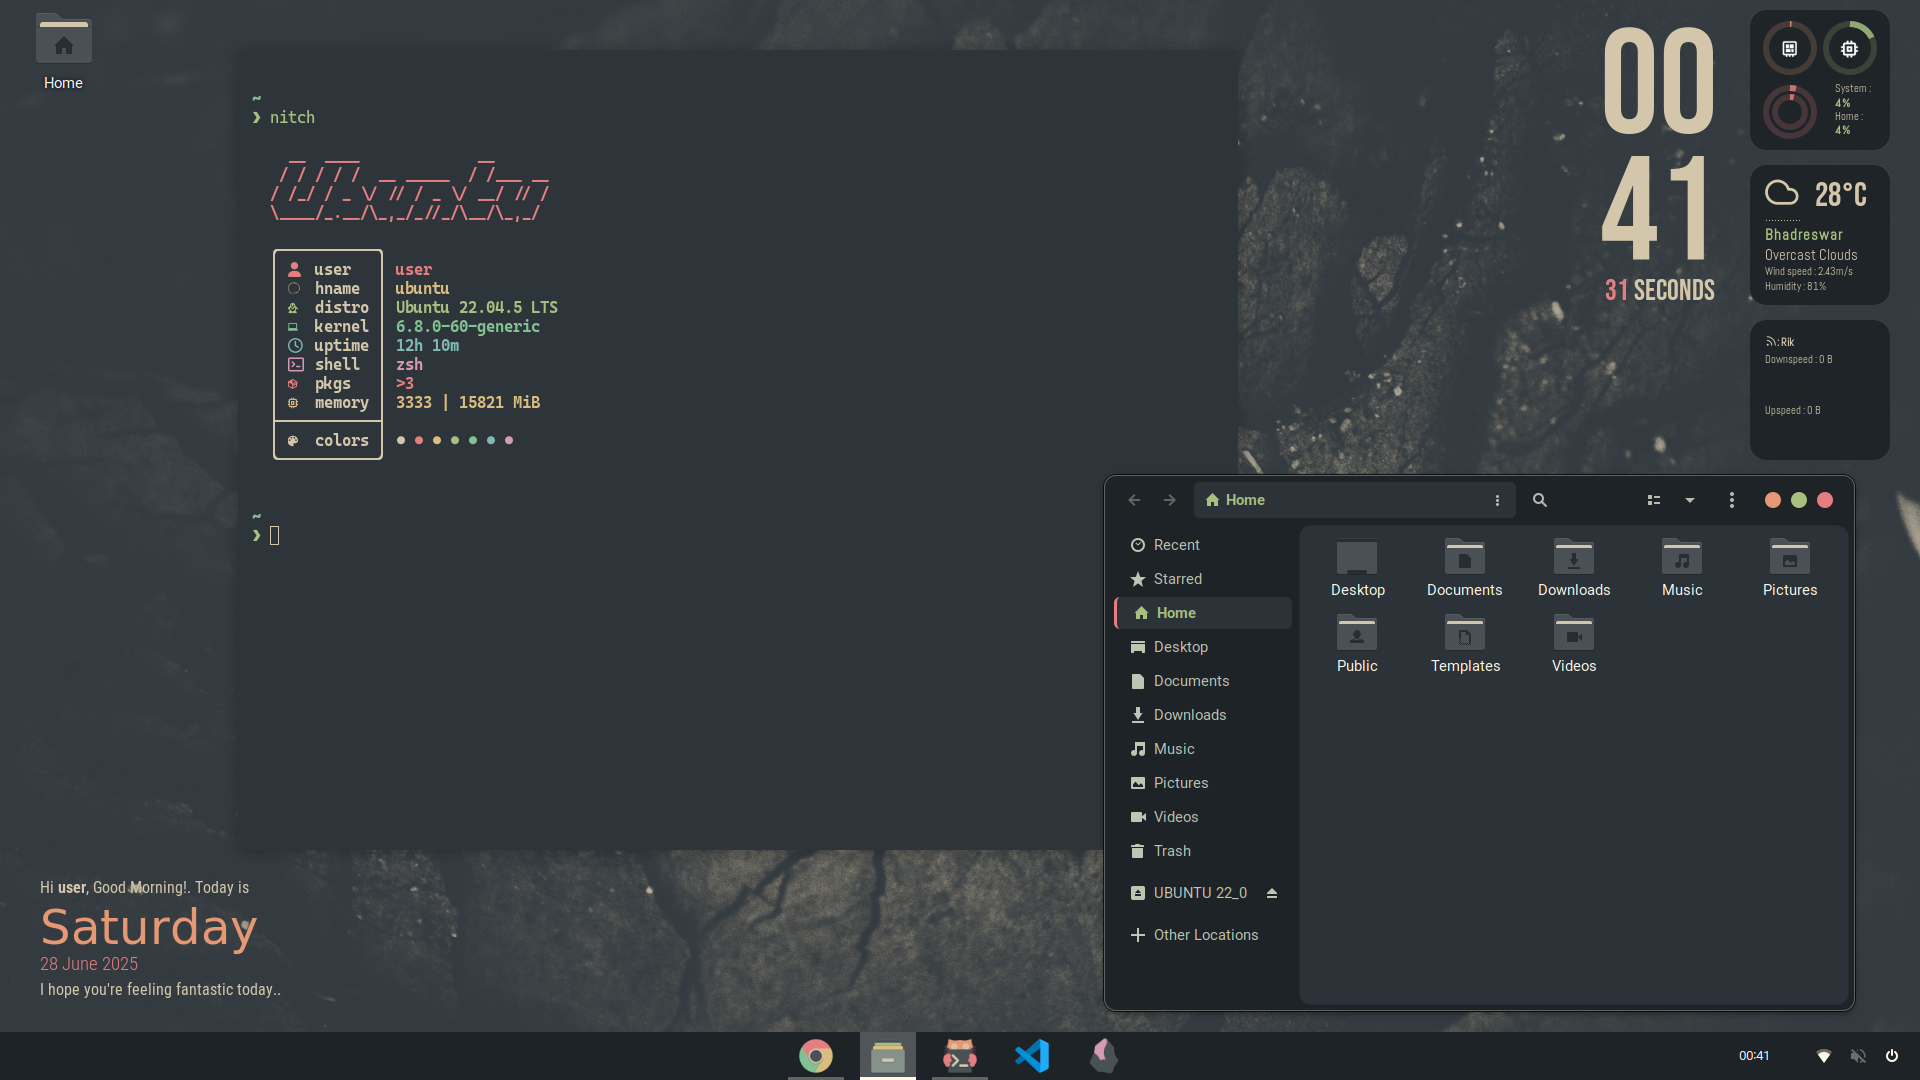 Home
~
❯ nitch
Ubuntu
user user
hname ubuntu
distro Ubuntu 22.04.5 LTS
kernel 6.8.0-60-generic
uptime 12h 10m
shell zsh
pkgs >3
memory 3333 | 15821 MiB
colors
~
❯
00
41
31 SECONDS
System :
4%
Home :
4%
28°C
............
Bhadreswar
Overcast Clouds
Wind speed : 2.43m/s
Humidity : 81%
: Rik
Downspeed : 0 B
Upspeed : 0 B
Home
Recent
Starred
Home
Desktop
Documents
Downloads
Music
Pictures
Videos
Trash
UBUNTU 22_0
Other Locations
Desktop Documents Downloads Music Pictures
Public Templates Videos
Hi user, Good Morning!. Today is
Saturday
28 June 2025
I hope you're feeling fantastic today..
00:41